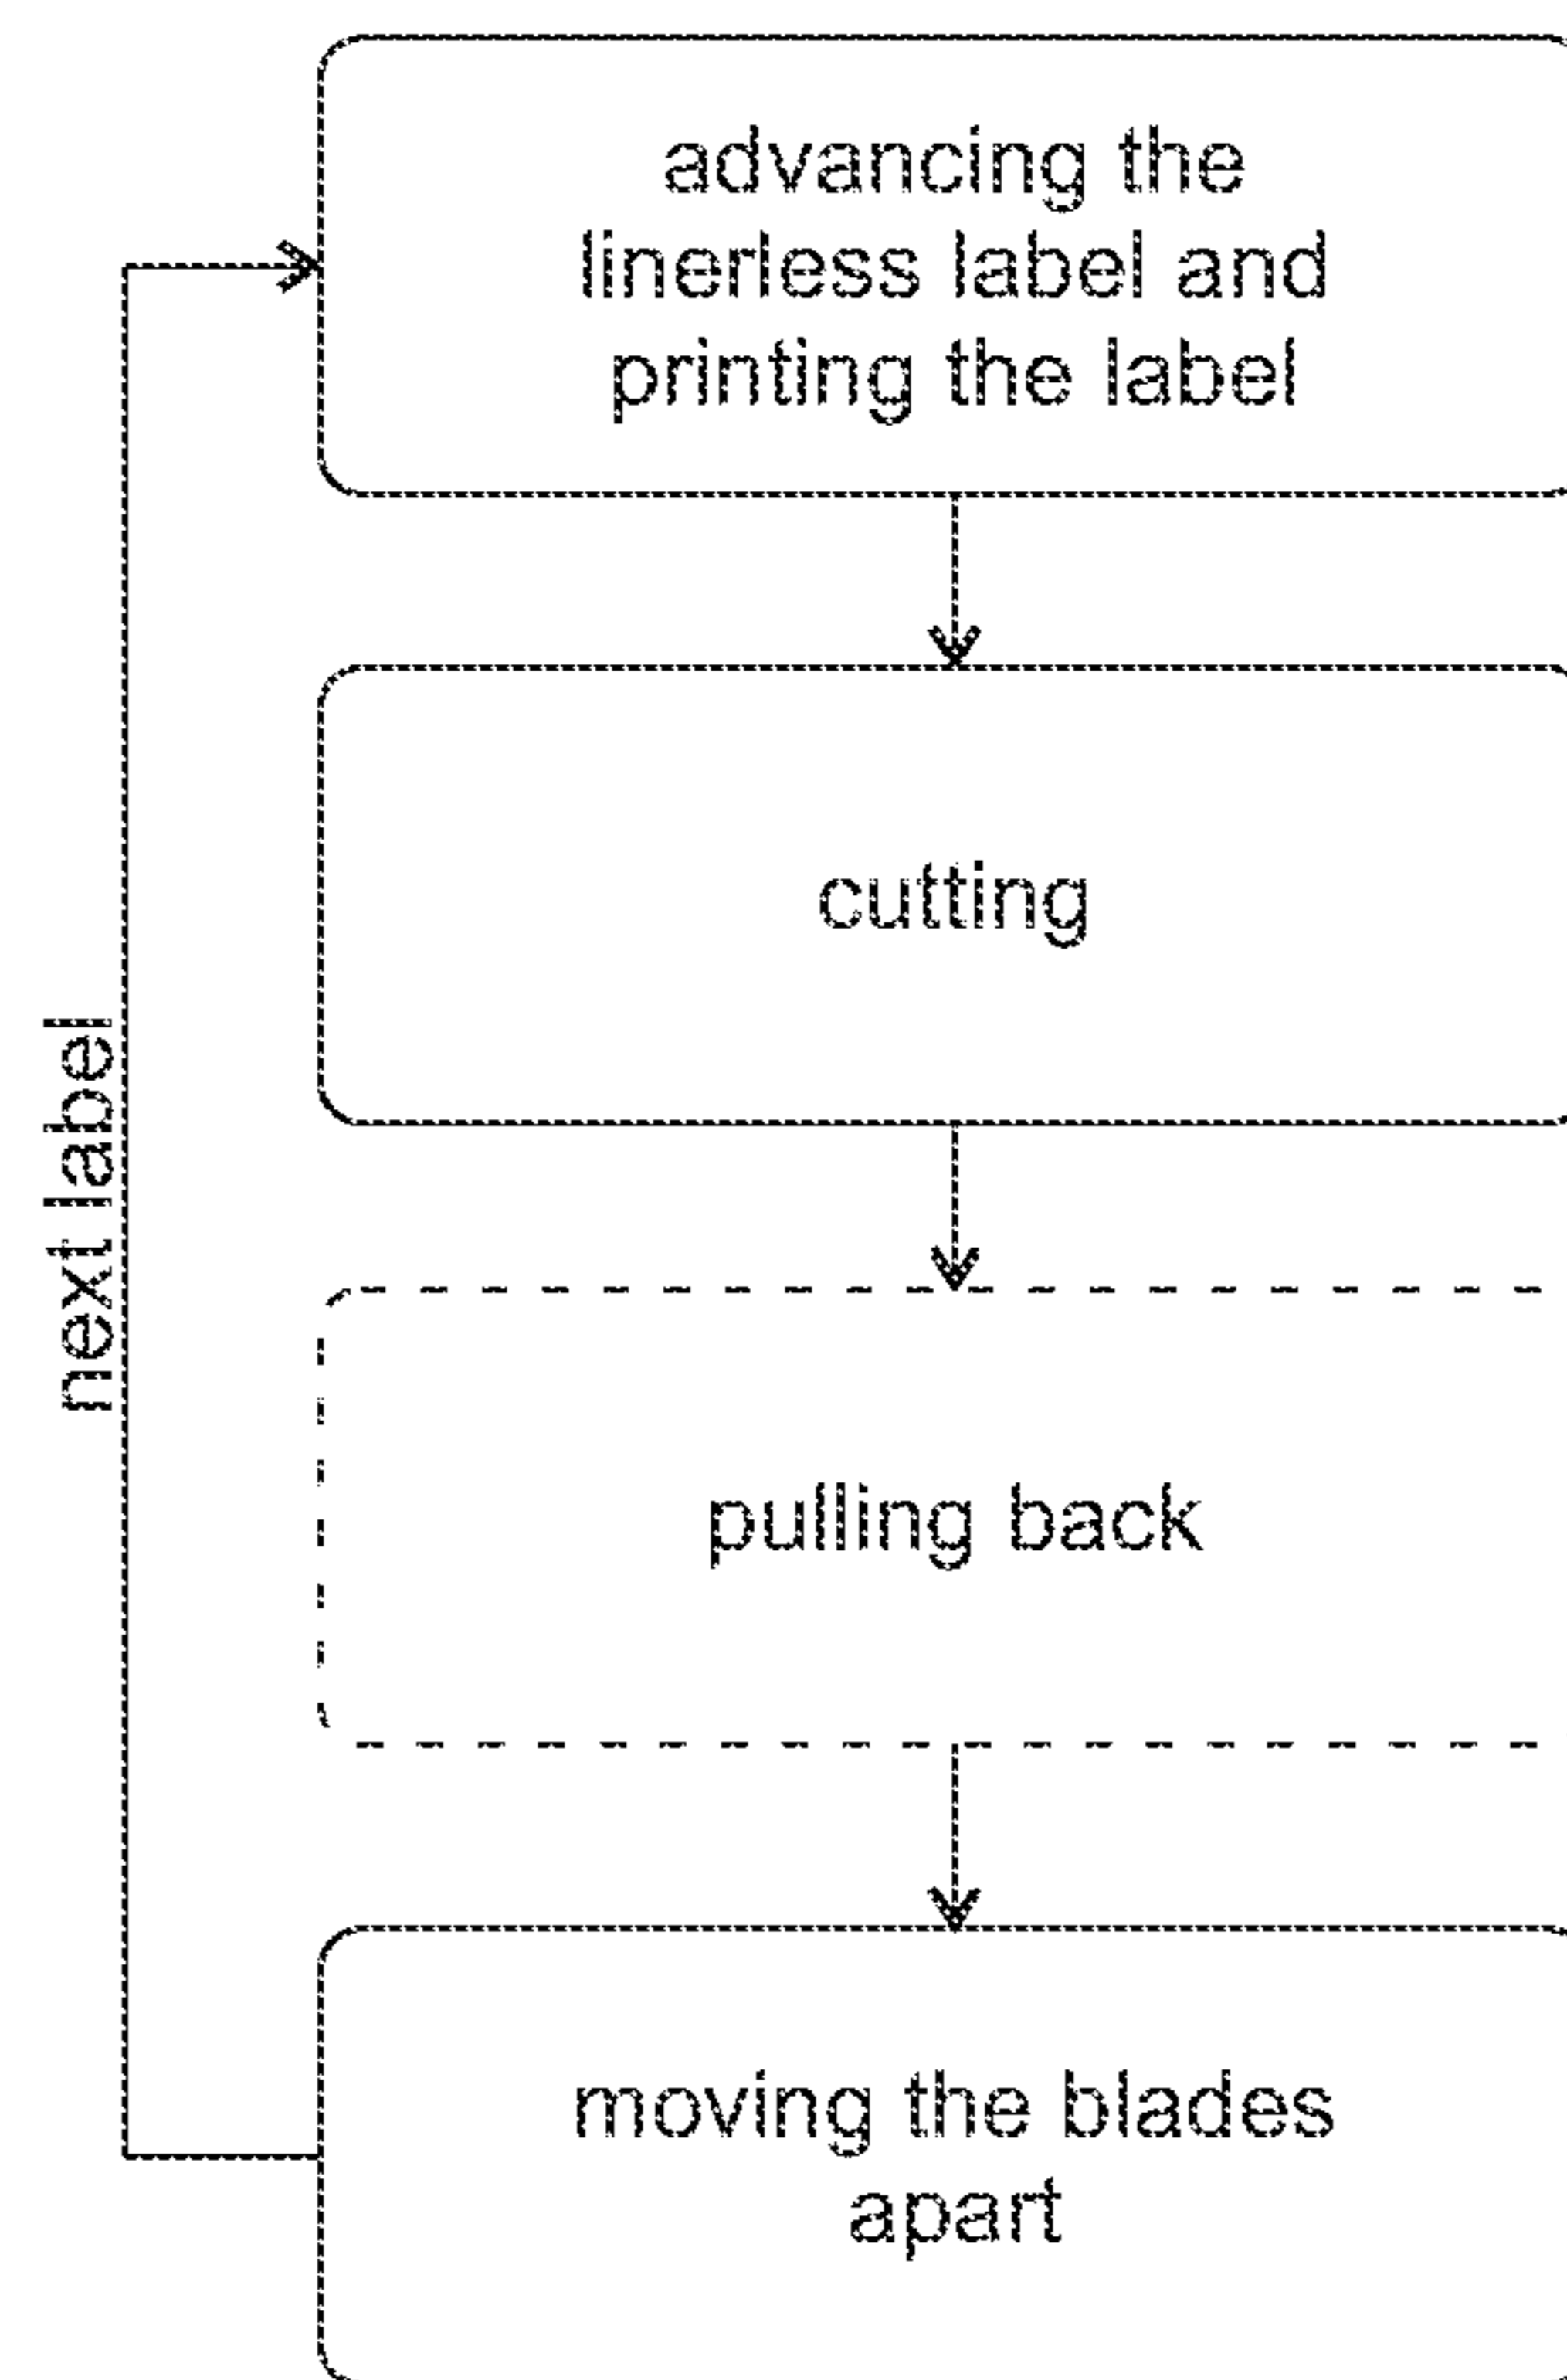 advancing the
linerless label and
printing the label
cutting
next label
pulling back
moving the blades
apart